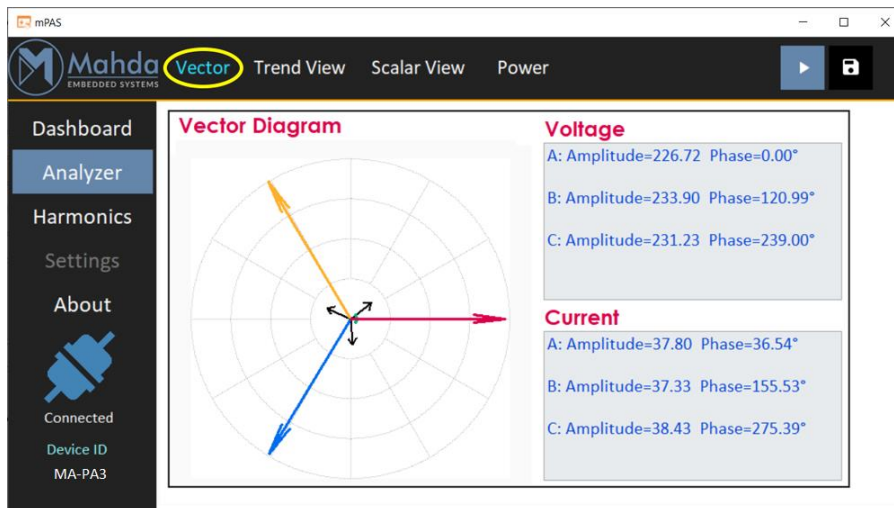 mPAS
Mahda
EMBEDDED SYSTEMS
Vector Trend View Scalar View Power
Dashboard
Analyzer
Harmonics
Settings
About
Connected
Device ID
MA-PA3
Vector Diagram
Voltage
A: Amplitude=226.72 Phase=0.00°
B: Amplitude=233.90 Phase=120.99°
C: Amplitude=231.23 Phase=239.00°
Current
A: Amplitude=37.80 Phase=36.54°
B: Amplitude=37.33 Phase=155.53°
C: Amplitude=38.43 Phase=275.39°